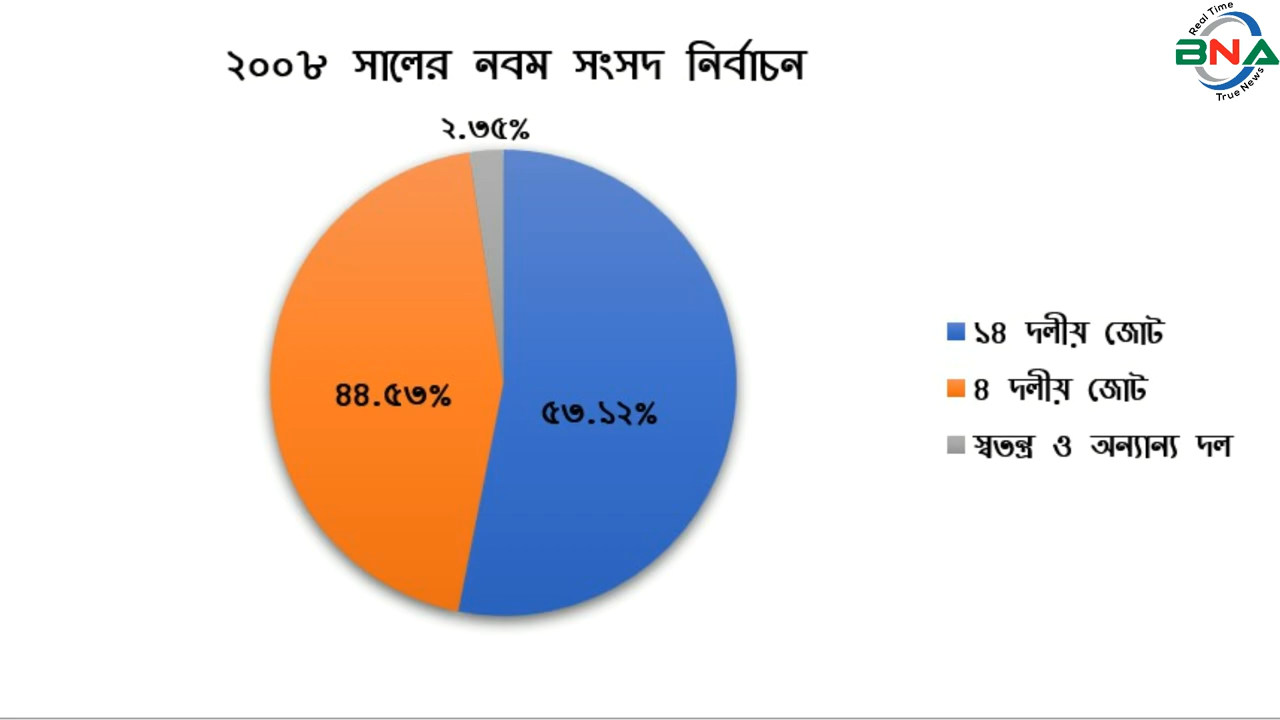 ২০০৮ সালের নবম সংসদ নির্বাচন
Real Time
BNA
True News
২.৩৫%
৪৪.৫৩%
৫৩.১২%
১৪ দলীয় জোট
৪ দলীয় জোট
স্বতন্ত্র ও অন্যান্য দল